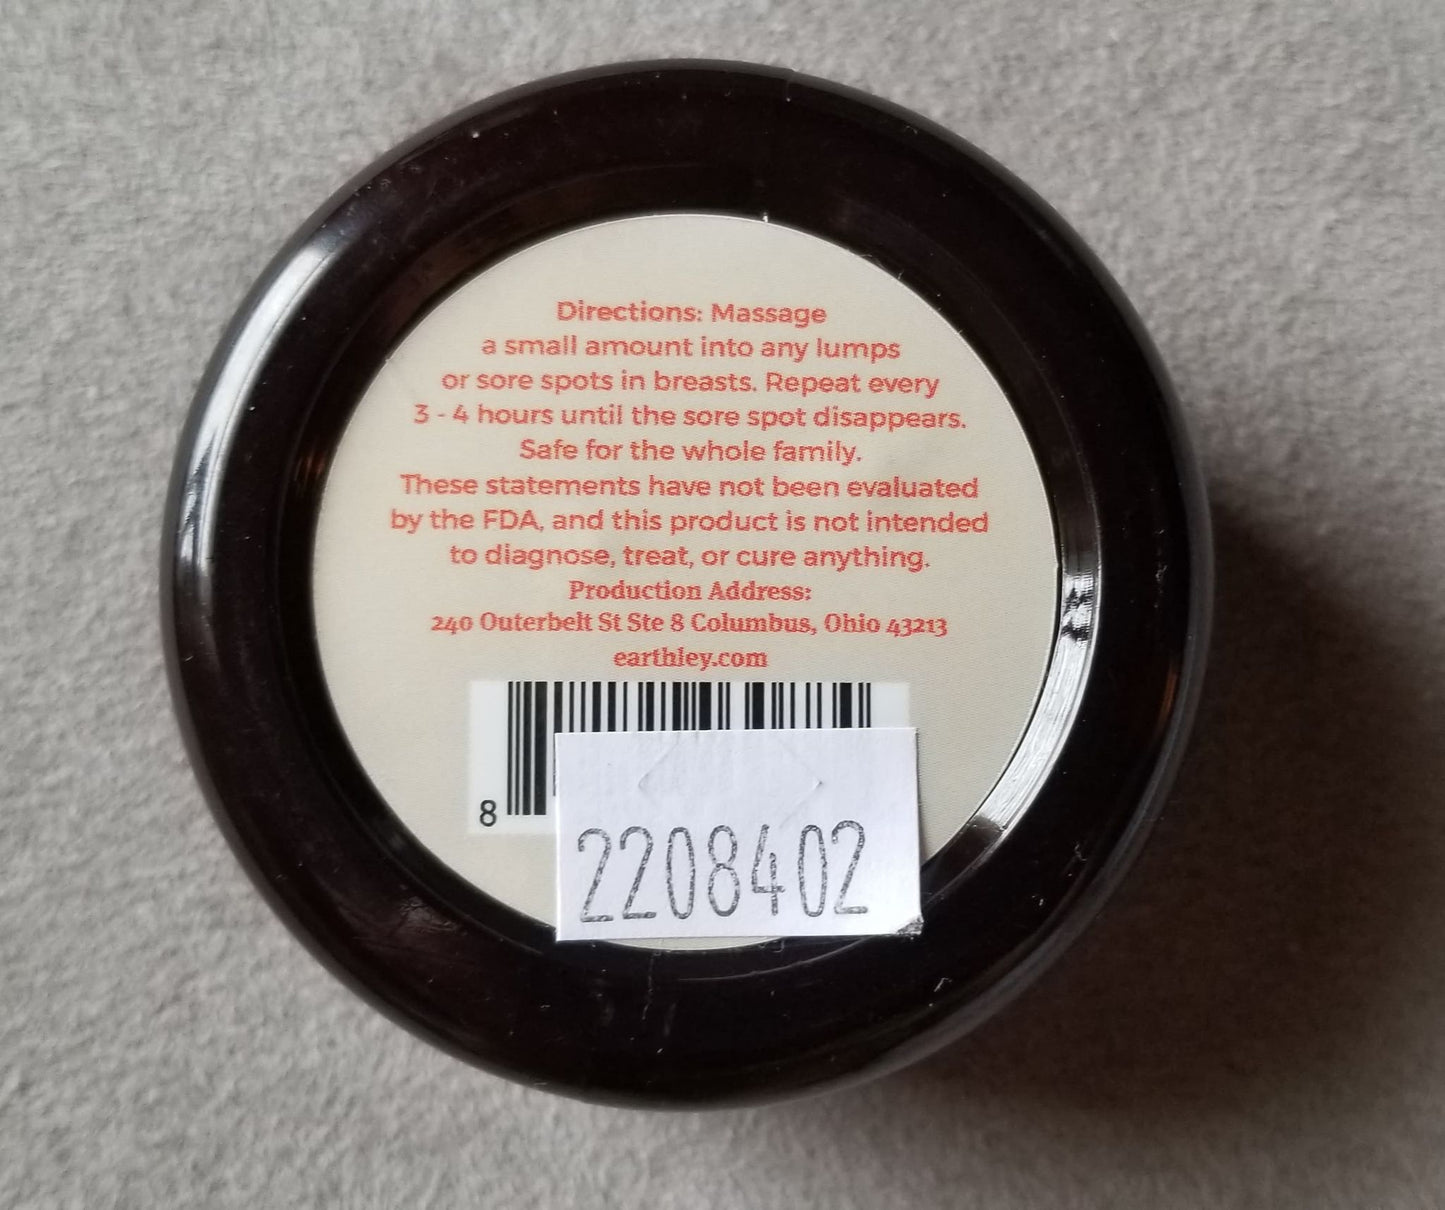 Directions: Massage
a small amount into any lumps
or sore spots in breasts. Repeat every
3 - 4 hours until the sore spot disappears.
Safe for the whole family.
These statements have not been evaluated
by the FDA, and this product is not intended
to diagnose, treat, or cure anything.
Production Address:
240 Outerbelt St Ste 8 Columbus, Ohio 43213
earthley.com
8
2208402